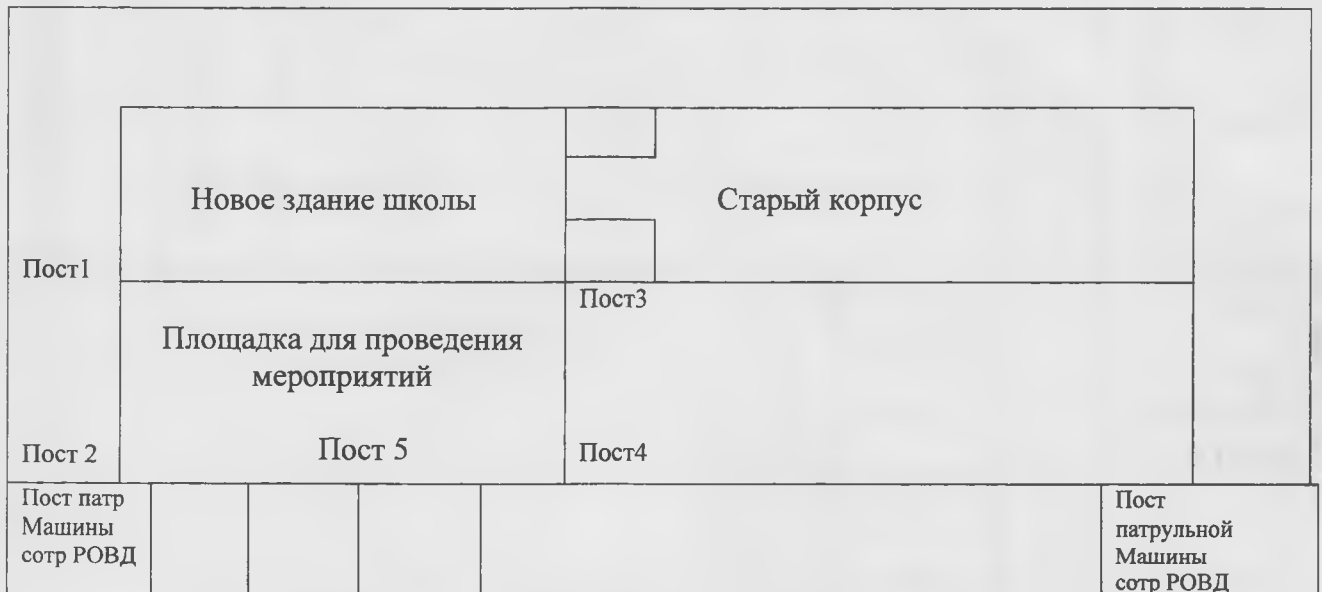 Новое здание школы
Старый корпус
Пост1
Пост3
Площадка для проведения
мероприятий
Пост 2
Пост 5
Пост4
Пост патр
Машины
сотр РОВД
Пост
патрульной
Машины
сотр РОВД